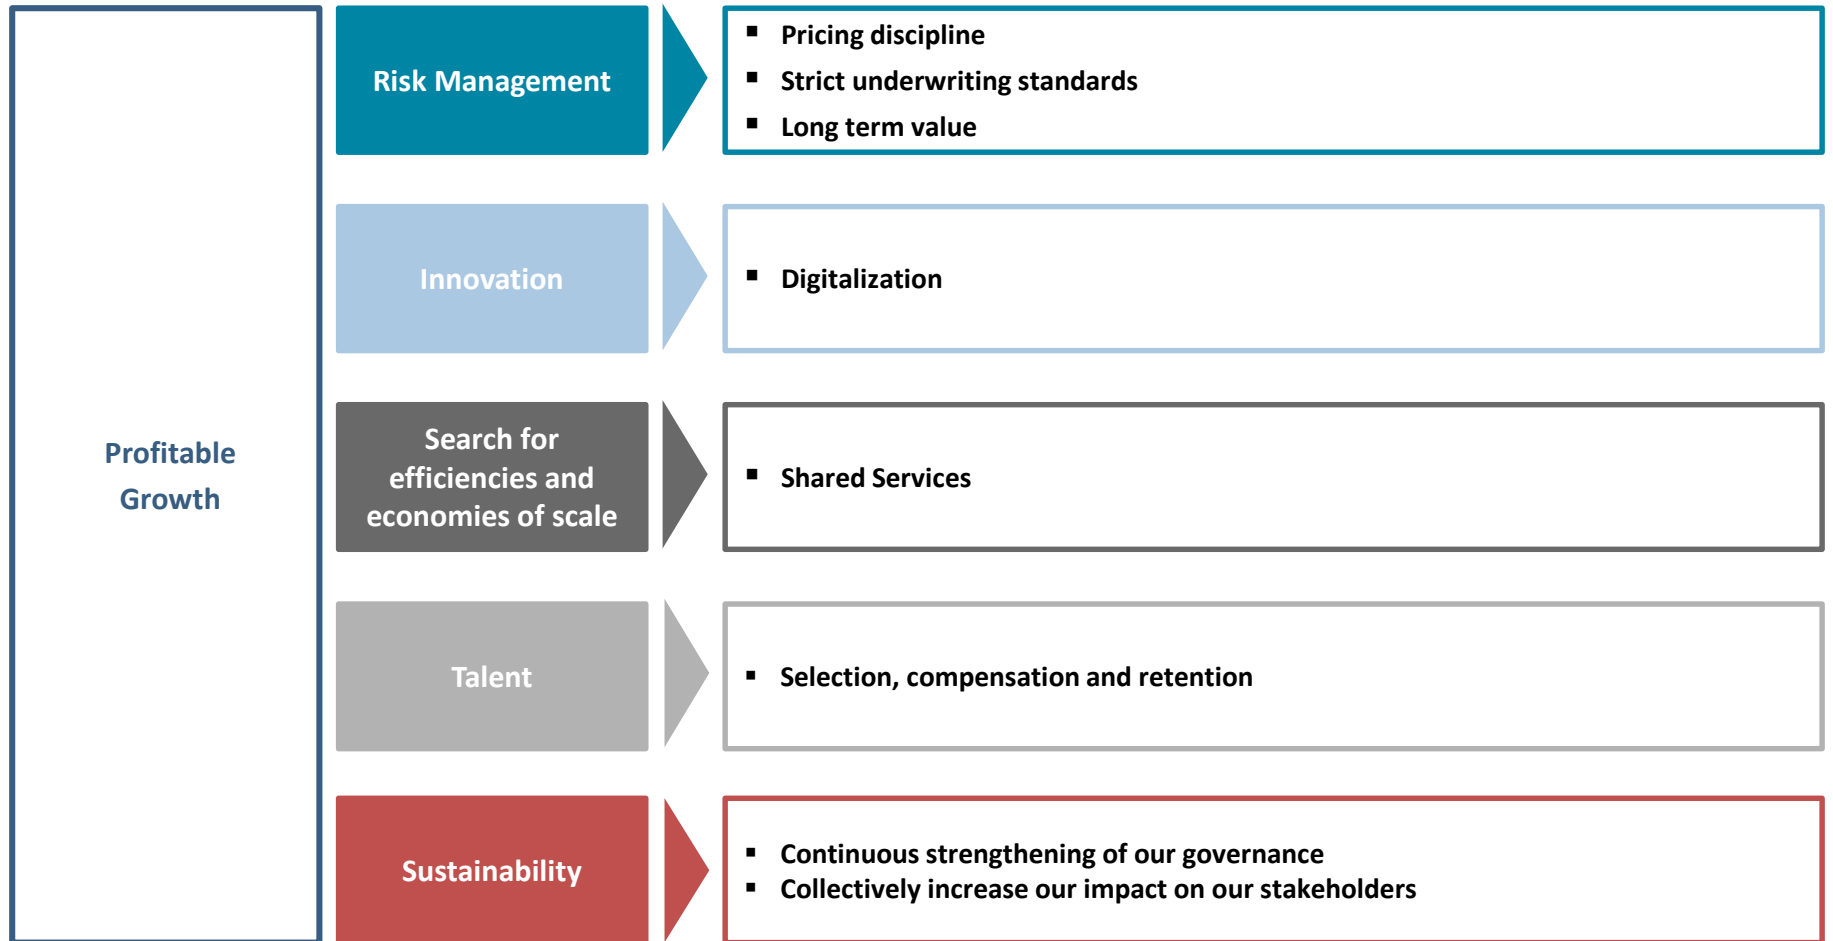 Profitable
Growth
Risk Management
▪ Pricing discipline
▪ Strict underwriting standards
▪ Long term value
Innovation
▪ Digitalization
Search for
efficiencies and
economies of scale
▪ Shared Services
Talent
▪ Selection, compensation and retention
Sustainability
▪ Continuous strengthening of our governance
▪ Collectively increase our impact on our stakeholders